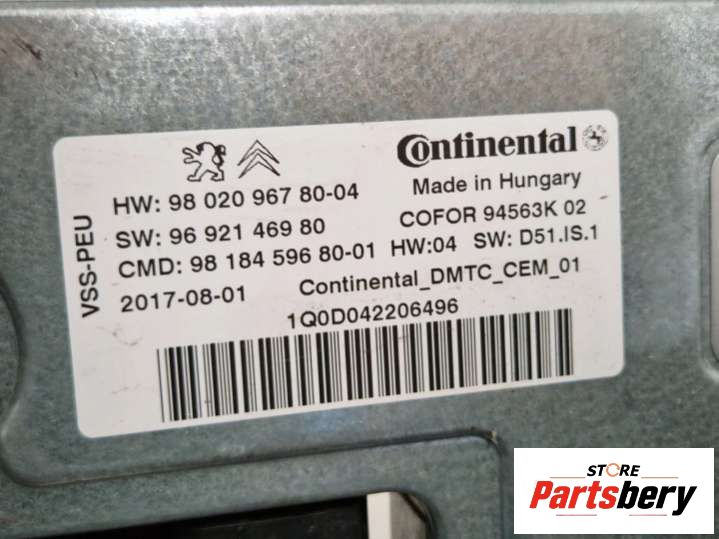 Continental
Made in Hungary
HW: 98 020 967 80-04
COFOR 94563K 02
SW: 96 921 469 80
HW:04 SW: D51.IS.1
CMD: 98 184 596 80-01
Continental_DMTC_CEM_01
2017-08-01
1Q0D042206496
VSS-PEU
STORE
Partsbery